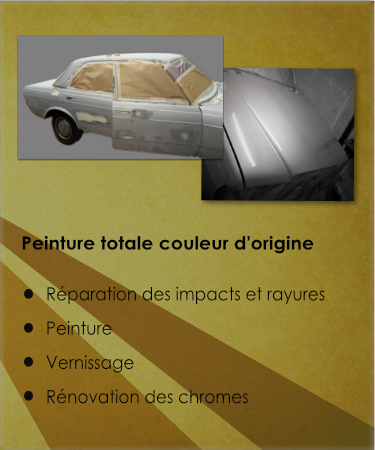 Peinture totale couleur d'origine
• Réparation des impacts et rayures
• Peinture
• Vernissage
• Rénovation des chromes